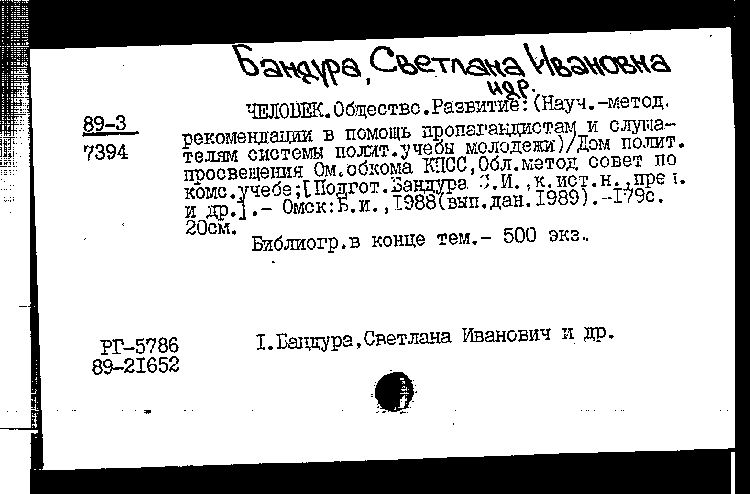 Бандура, Светлана Ивановна
и др.
89-3
7394
ЧЕЛОВЕК.Общество.Развитие:(Науч.-метод.
рекомендации в помощь пропагандистам и слуша-
телям системы полит.учебы молодежи)/Дом полит.
просвещения Ом.обкома КПСС,Обл.метод совет по
комс.учебе;[Подгот.Бандура С.И.,к.ист.н.,
и др.].- Омск:Б.и.,1988(вып.дан.1989).-179с.
20см.
Библиогр.в конце тем.- 500 экз.
РГ-5786
89-21652
I.Бандура,Светлана Иванович и др.